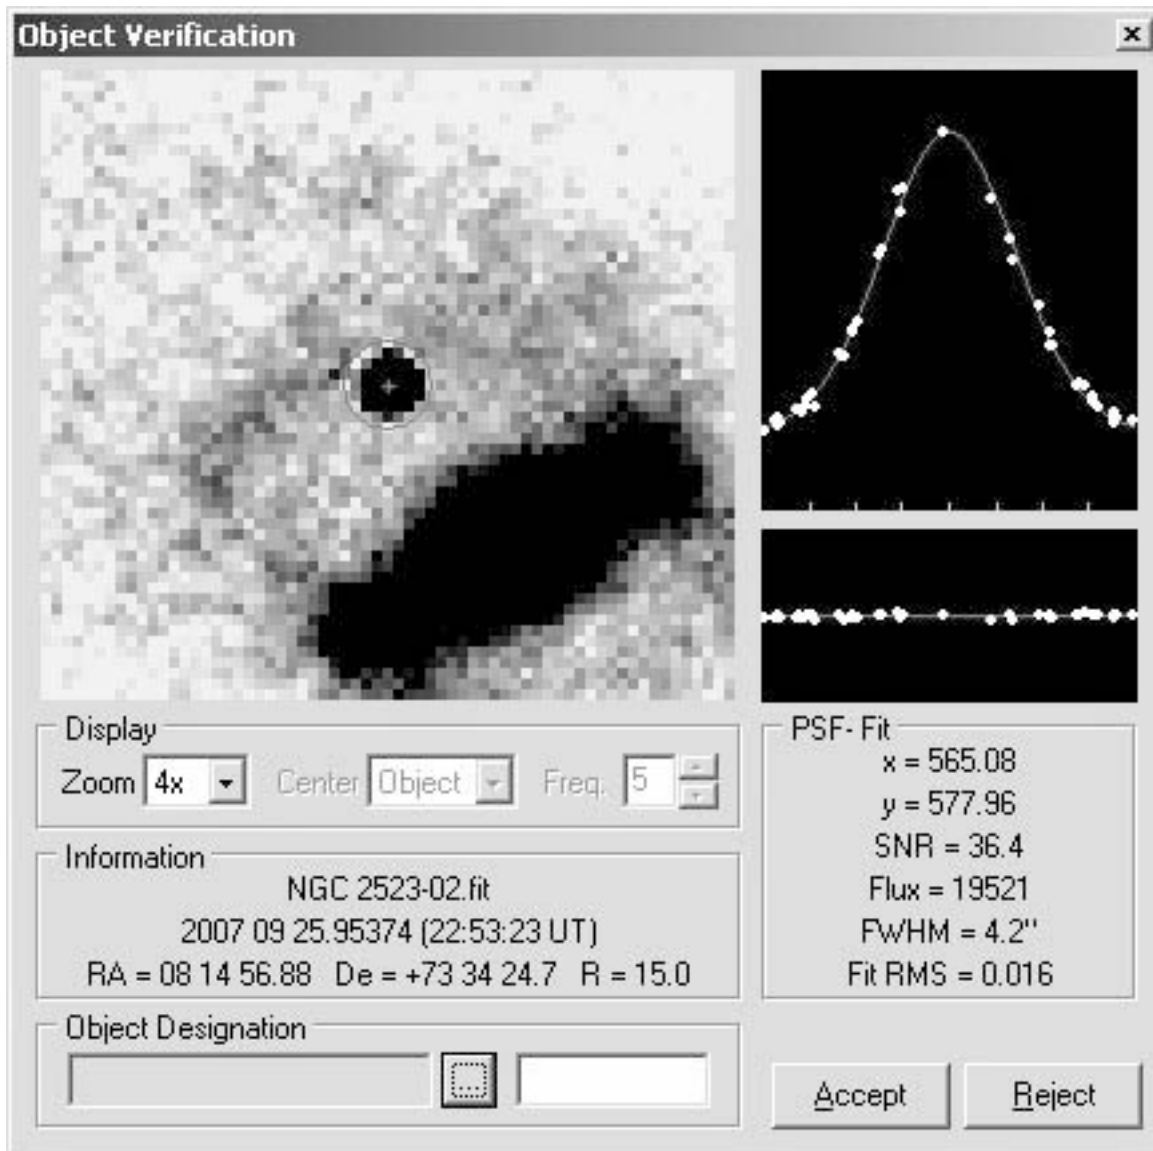 Object Verification
Display
Zoom 4x Center Object Freq. 5
Information
NGC 2523-02.fit
2007 09 25.95374 (22:53:23 UT)
RA = 08 14 56.88 De = +73 34 24.7 R = 15.0
Object Designation
...
PSF- Fit
x = 565.08
y = 577.96
SNR = 36.4
Flux = 19521
FWHM = 4.2"
Fit RMS = 0.016
Accept Reject